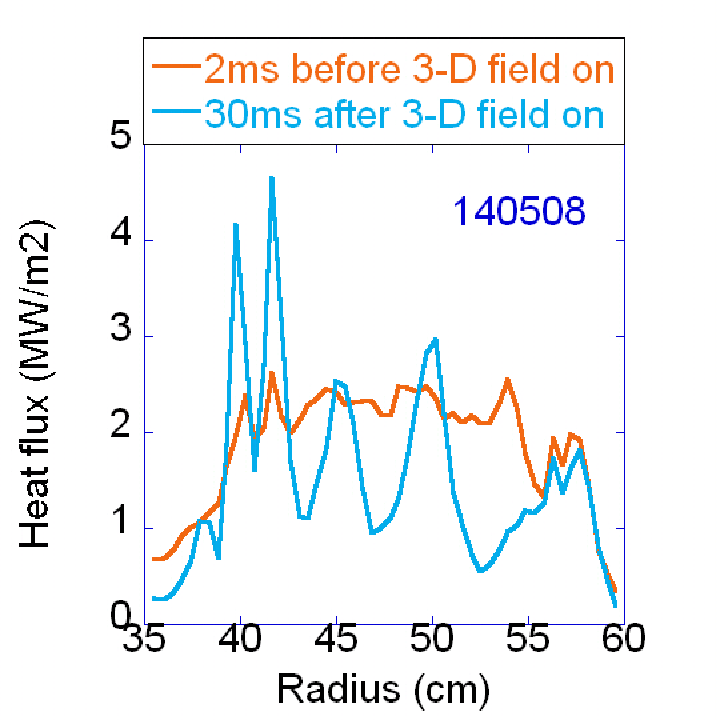 2ms before 3-D field on
30ms after 3-D field on
5
140508
4
3
2
1
0
35 40 45 50 55 60
Heat flux (MW/m2)
Radius (cm)